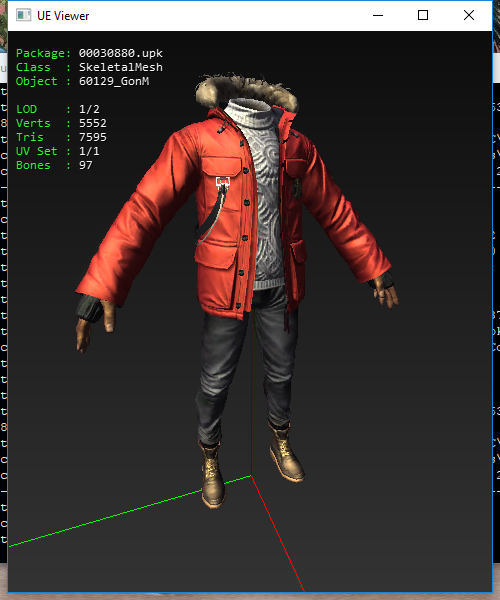 UE Viewer
Package: 00030880.upk
Class : SkeletalMesh
Object : 60129_GonM
LOD : 1/2
Verts : 5552
Tris : 7595
UV Set : 1/1
Bones : 97